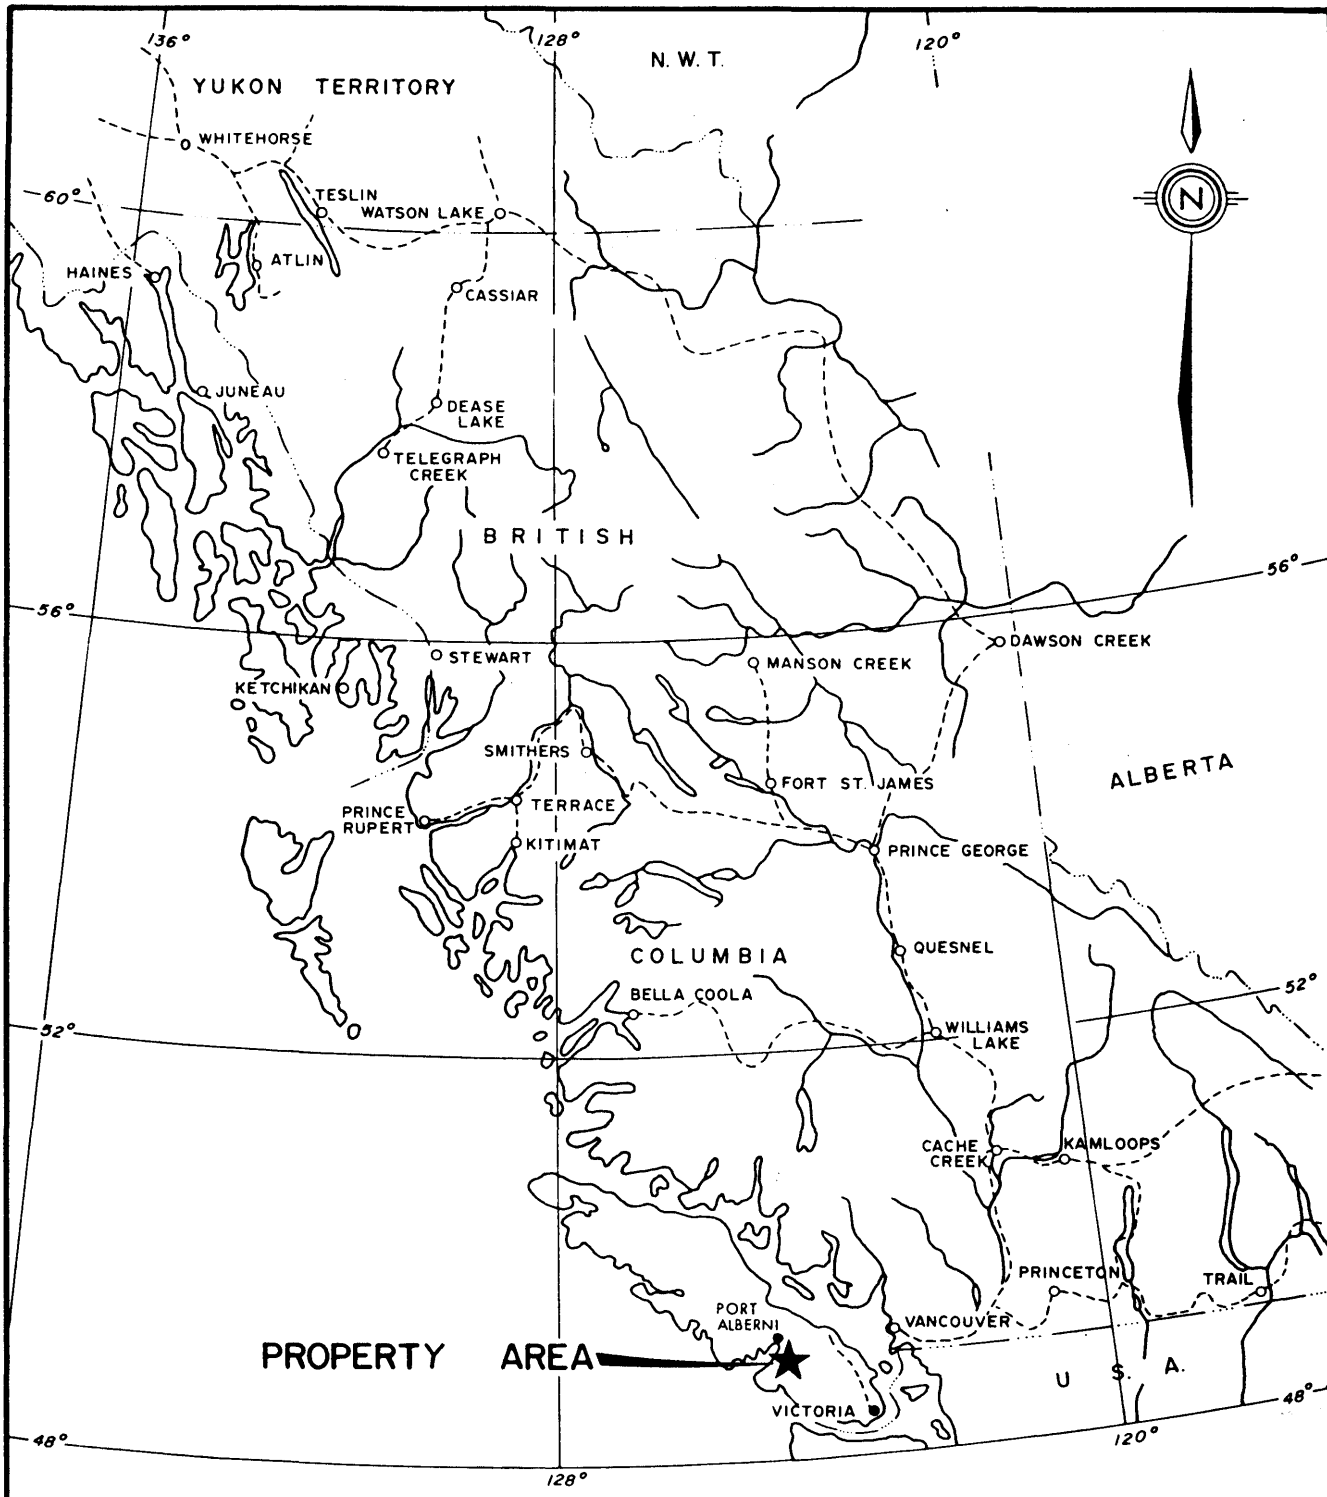 136°
128°
120°
N. W. T.
YUKON TERRITORY
WHITEHORSE
60°
TESLIN
WATSON LAKE
ATLIN
HAINES
CASSIAR
JUNEAU
DEASE
LAKE
TELEGRAPH
CREEK
N
BRITISH
56°
56°
STEWART
MANSON CREEK
DAWSON CREEK
KETCHIKAN
SMITHERS
FORT ST. JAMES
ALBERTA
PRINCE
RUPERT
TERRACE
KITIMAT
PRINCE GEORGE
QUESNEL
COLUMBIA
BELLA COOLA
52°
52°
WILLIAMS
LAKE
CACHE
CREEK
KAMLOOPS
PRINCETON
TRAIL
PORT
ALBERNI
VANCOUVER
PROPERTY AREA
U. S. A.
VICTORIA
48°
48°
128°
120°